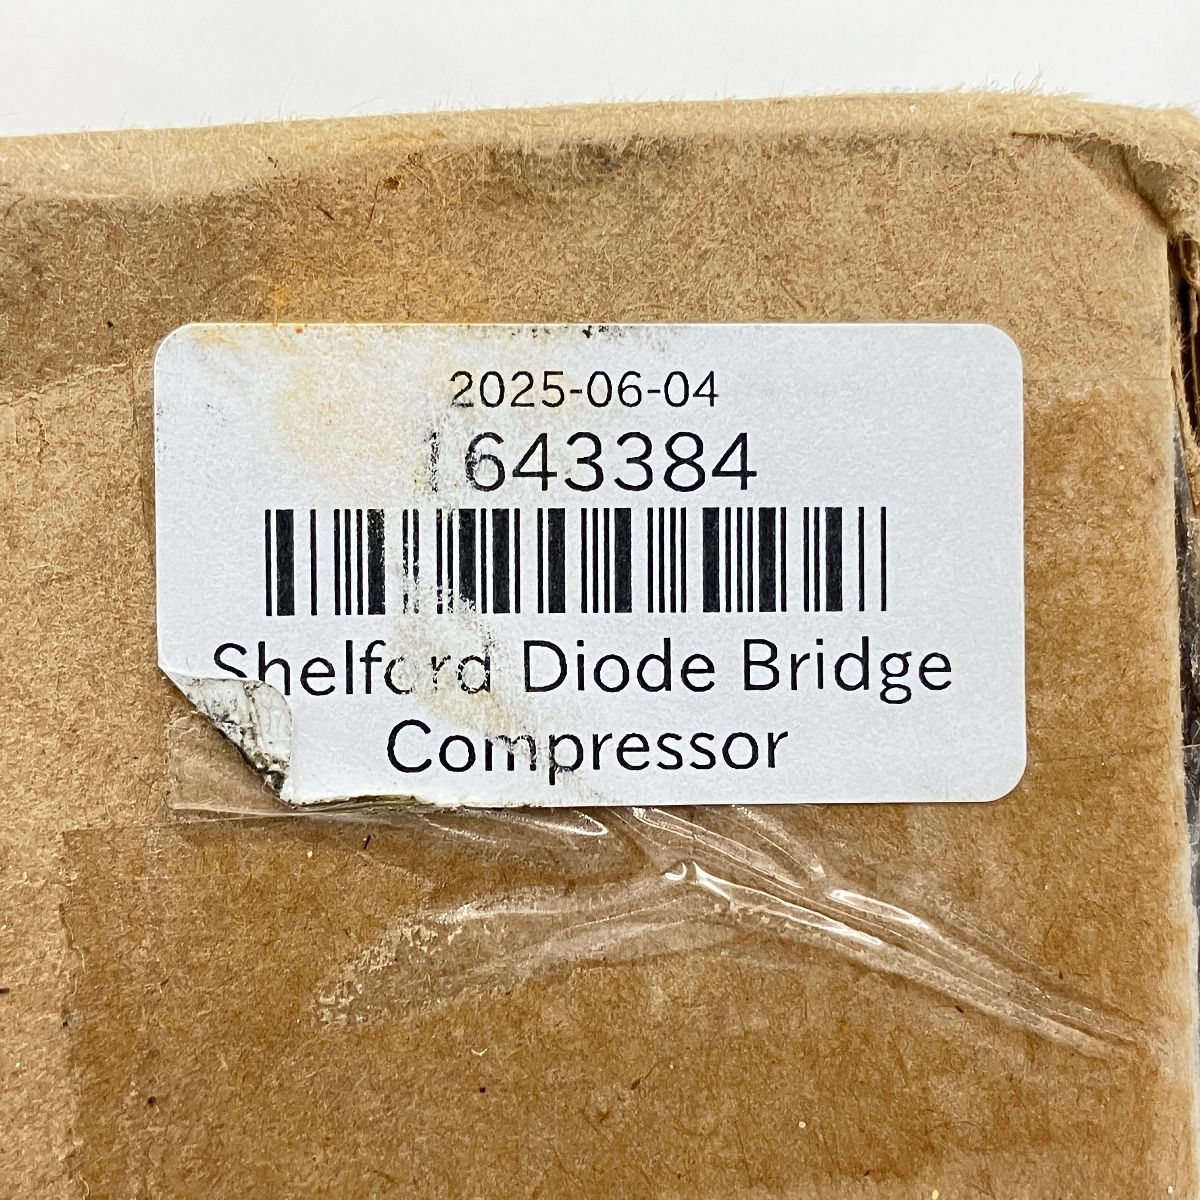 2025-06-04
1643384
Shelford Diode Bridge
Compressor